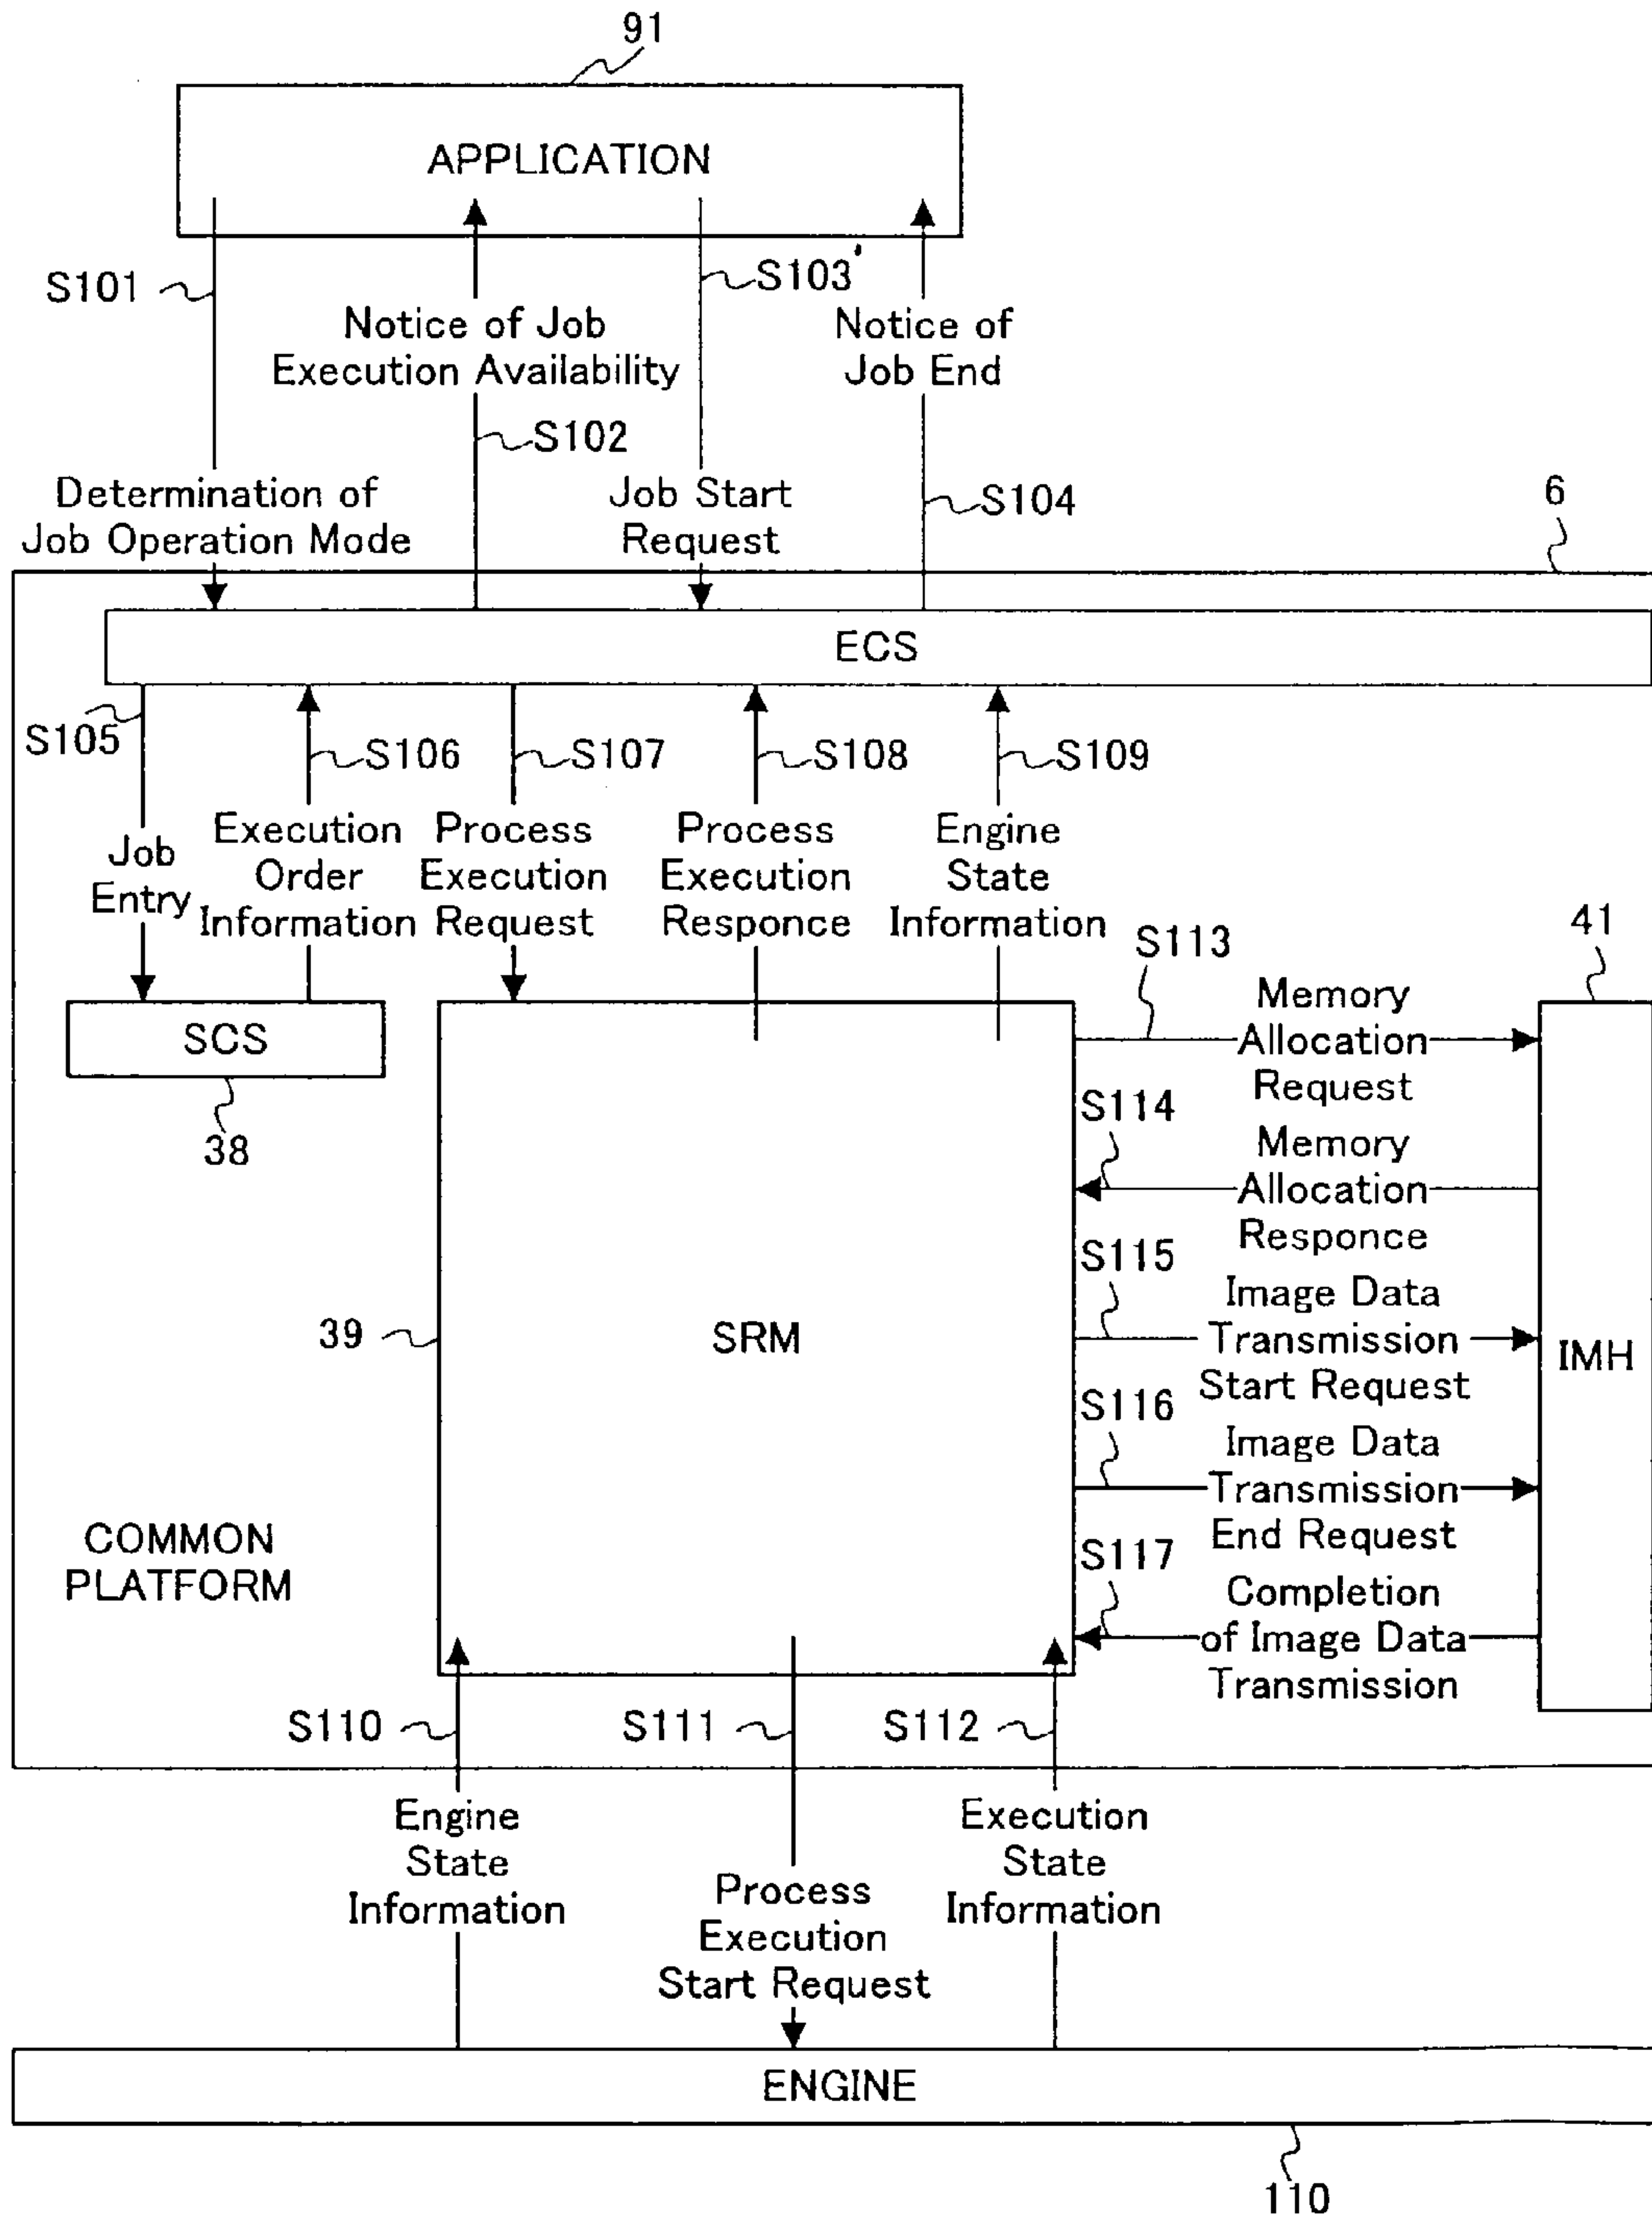 91
APPLICATION
S101
S103'
Notice of Job
Execution Availability
Notice of
Job End
S102
Determination of
Job Operation Mode
Job Start
Request
S104
6
ECS
S105
S106
S107
S108
S109
Job
Entry
Execution
Order
Information
Process
Execution
Request
Process
Execution
Responce
Engine
State
Information
S113
41
Memory
Allocation
Request
SCS
38
S114
Memory
Allocation
Responce
S115
39
SRM
Image Data
Transmission
Start Request
IMH
S116
Image Data
Transmission
End Request
COMMON
PLATFORM
S117
Completion
of Image Data
Transmission
S110
S111
S112
Engine
State
Information
Process
Execution
Start Request
Execution
State
Information
ENGINE
110